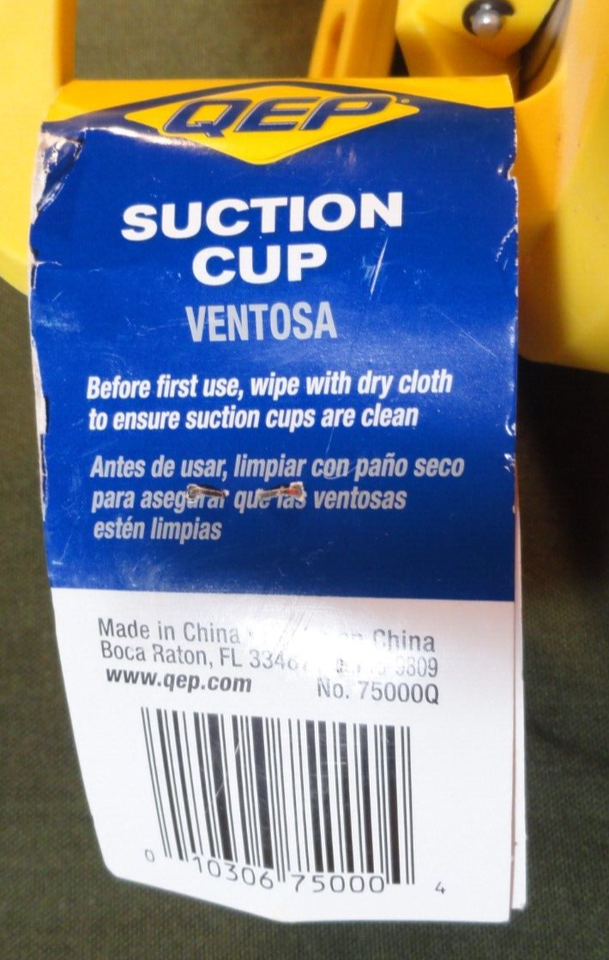 QEP®
SUCTION
CUP
VENTOSA
Before first use, wipe with dry cloth
to ensure suction cups are clean
Antes de usar, limpiar con paño seco
para asegurar que las ventosas
estén limpias
Made in China China
Boca Raton, FL
www.qep.com No. 75000Q
0 10306 75000 4